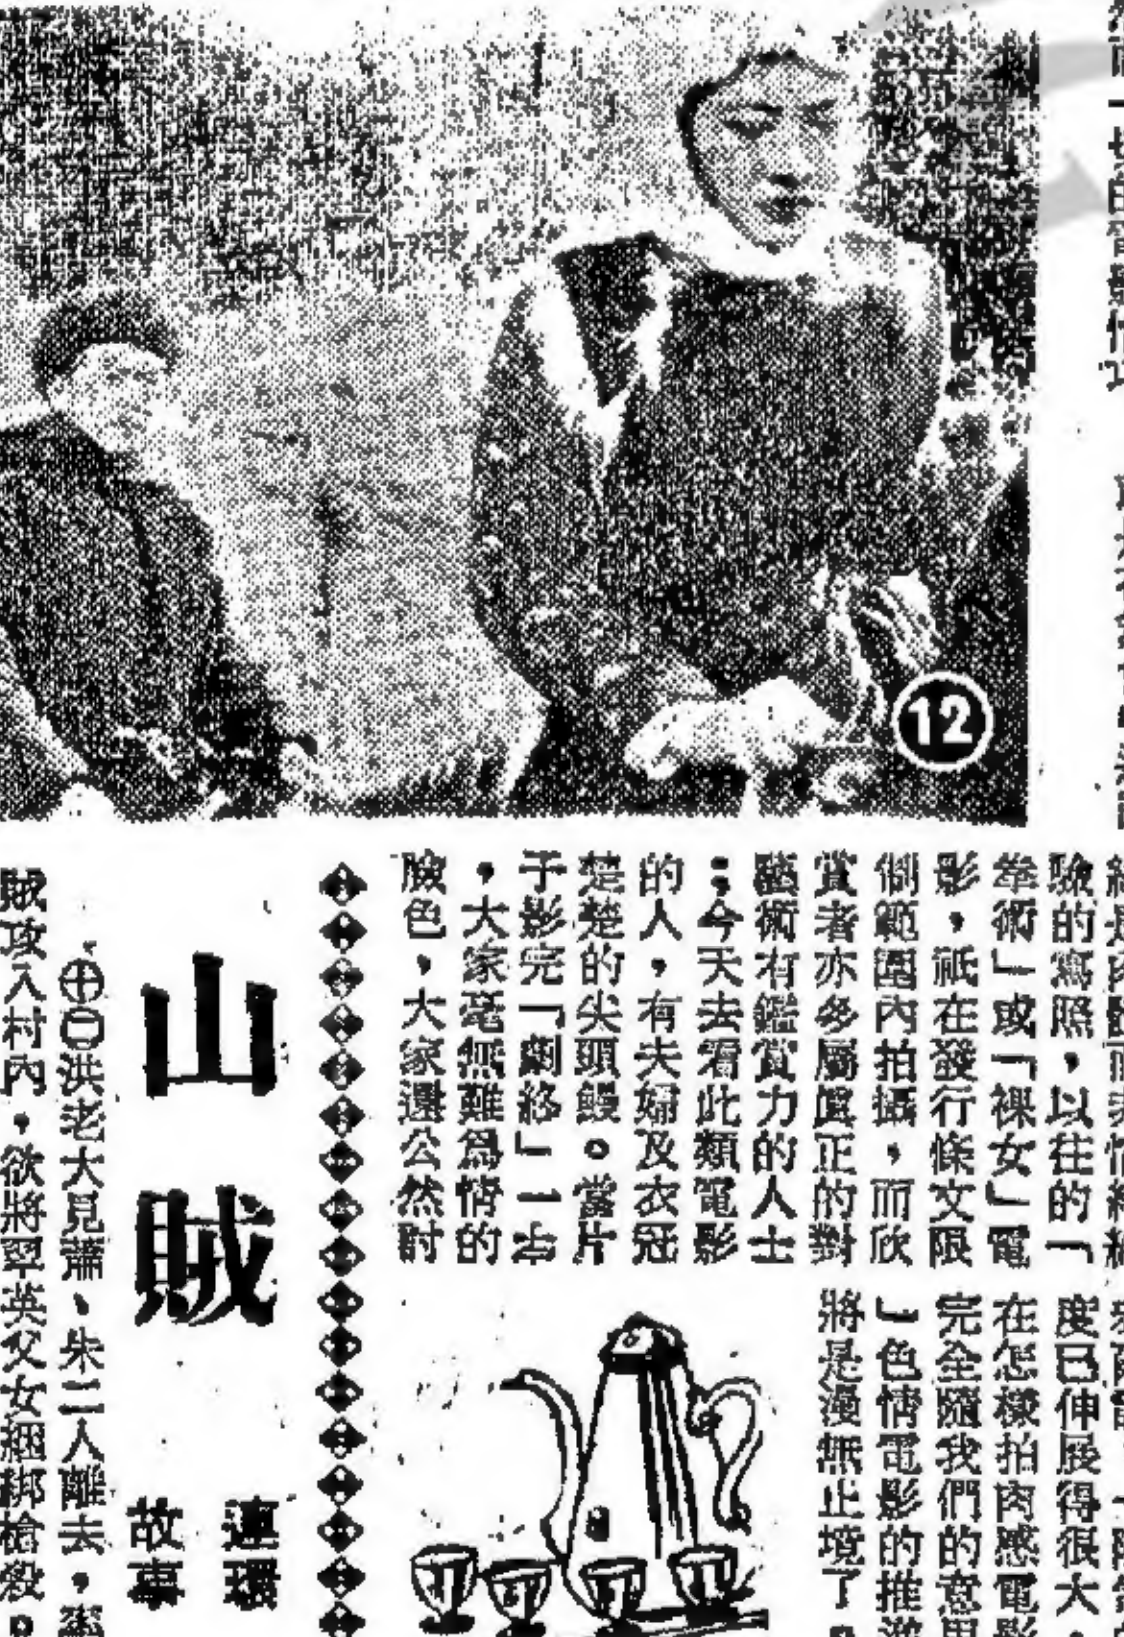 12
驗的寫照，以往的「
拳術」或「裸女」電
影，祇在發行條文限
制範圍內拍攝，而欣
賞者亦多屬眞正的對
藝術有鑑賞力的人士
；今天去看此類電影
的人，有夫婦及衣冠
楚楚的尖頭鰻。當片
于影完「劇終」一
，大家毫無難爲情的
臉色，大家還公然討
度已伸展得很大，
在怎樣拍肉感電影
完全隨我們的意思
」色情電影的推
將是漫無止境了。
山賊
連環
故事
洪老大見蕭、朱二人離去，率
賊攻入村內，欲將翠英父女綑綁槍殺。